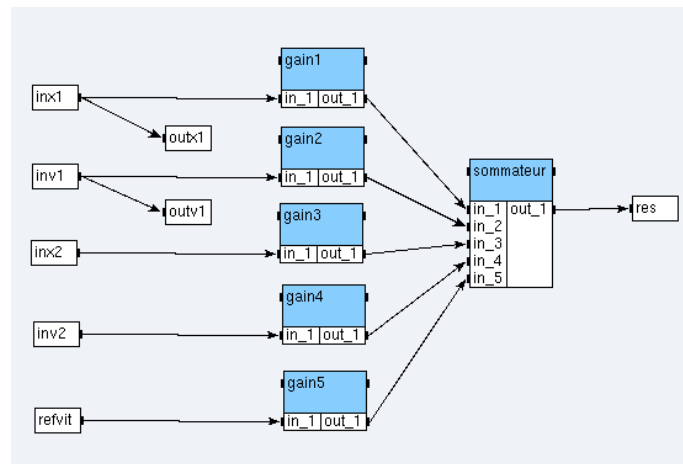 gain1
inx1
in_1 out_1
outx1
gain2
sommateur
inv1
in_1 out_1
outv1
gain3
in_1 out_1
res
in_2
in_3
in_4
in_5
inx2
in_1 out_1
gain4
inv2
in_1 out_1
gain5
refvit
in_1 out_1